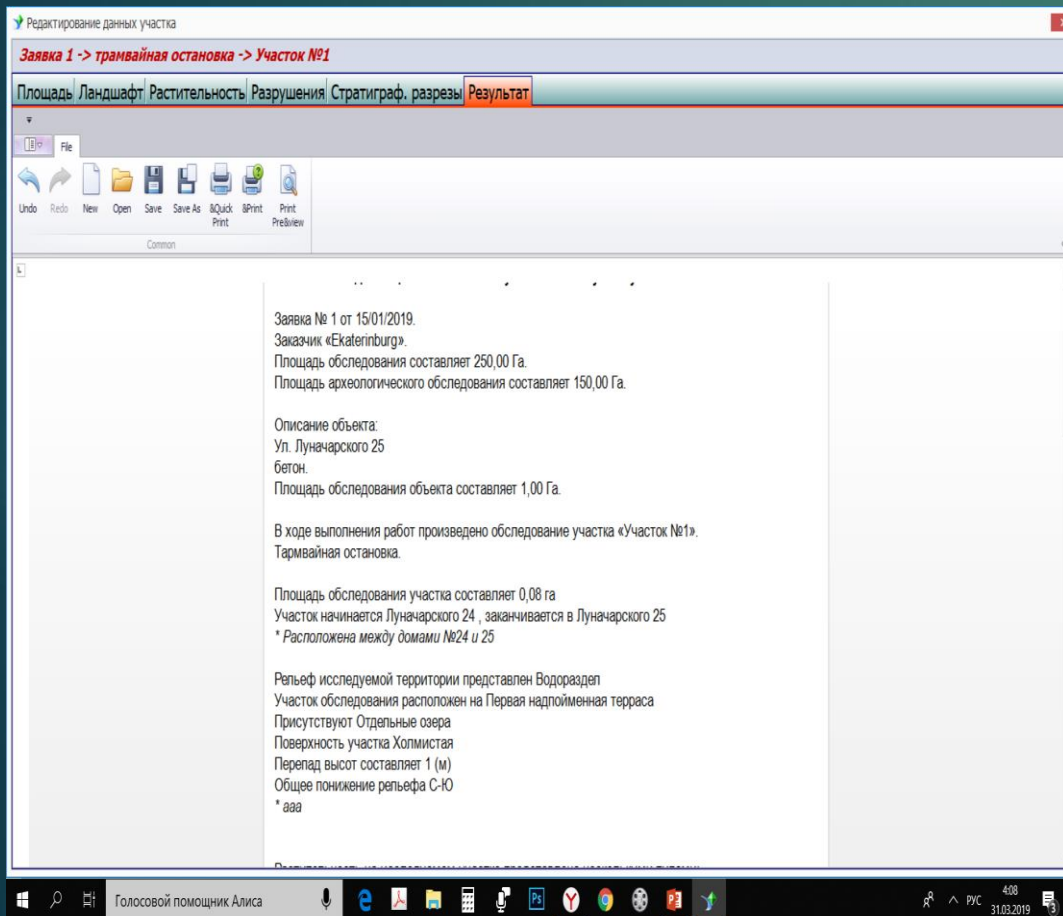 Редактирование данных участка
Заявка 1 -> трамвайная остановка -> Участок №1
Площадь Ландшафт Растительность Разрушения Стратиграф. разрезы Результат
File
Undo Redo New Open Save Save As &Quick Print &Print Print Pre&view
Common
Заявка № 1 от 15/01/2019.
Заказчик «Ekaterinburg».
Площадь обследования составляет 250,00 Га.
Площадь археологического обследования составляет 150,00 Га.
Описание объекта:
Ул. Луначарского 25
бетон.
Площадь обследования объекта составляет 1,00 Га.
В ходе выполнения работ произведено обследование участка «Участок №1».
Тармвайная остановка.
Площадь обследования участка составляет 0,08 га
Участок начинается Луначарского 24 , заканчивается в Луначарского 25
* Расположена между домами №24 и 25
Рельеф исследуемой территории представлен Водораздел
Участок обследования расположен на Первая надпойменная терраса
Присутствуют Отдельные озера
Поверхность участка Холмистая
Перепад высот составляет 1 (м)
Общее понижение рельефа С-Ю
* ааа
Голосовой помощник Алиса
Ps
РУС
4:08
31.03.2019
3